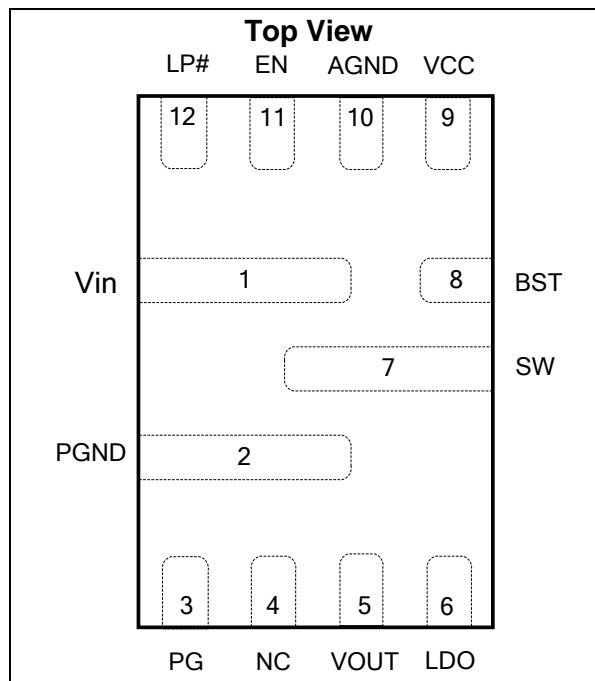 Top View
LP# EN AGND VCC
12 11 10 9
Vin 1 8 BST
7 SW
PGND 2
3 4 5 6
PG NC VOUT LDO